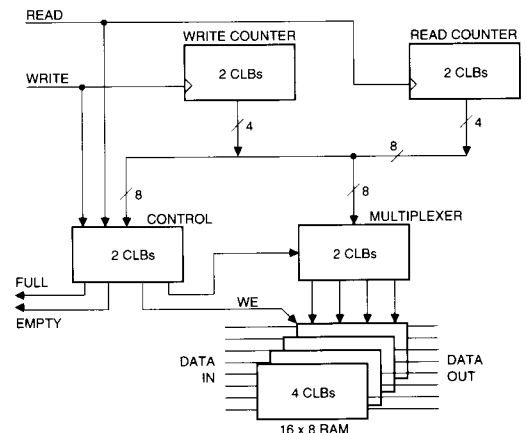 READ
WRITE COUNTER
READ COUNTER
2 CLBs
2 CLBs
WRITE
4
4
8
8
8
CONTROL
MULTIPLEXER
2 CLBs
2 CLBs
FULL
WE
EMPTY
DATA
IN
DATA
OUT
4 CLBs
16 x 8 RAM